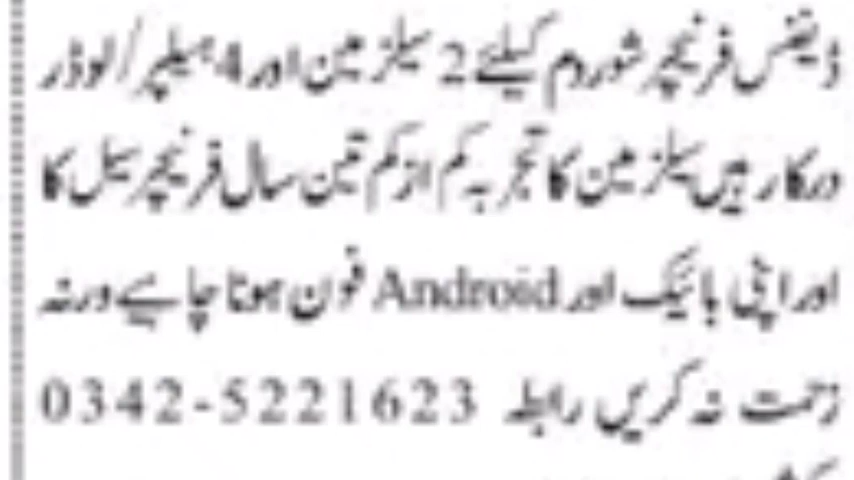 ڈیفنس فرنیچر شوروم کیلئے 2 سیلز مین اور 4 ہیلپر/لوڈر
درکار ہیں سیلز مین کا تجربہ کم از کم تین سال فرنیچر سیل کا
اور اپنی بائیک اور Android فون ہونا چاہیے ورنہ
زحمت نہ کریں رابطہ 0342-5221623